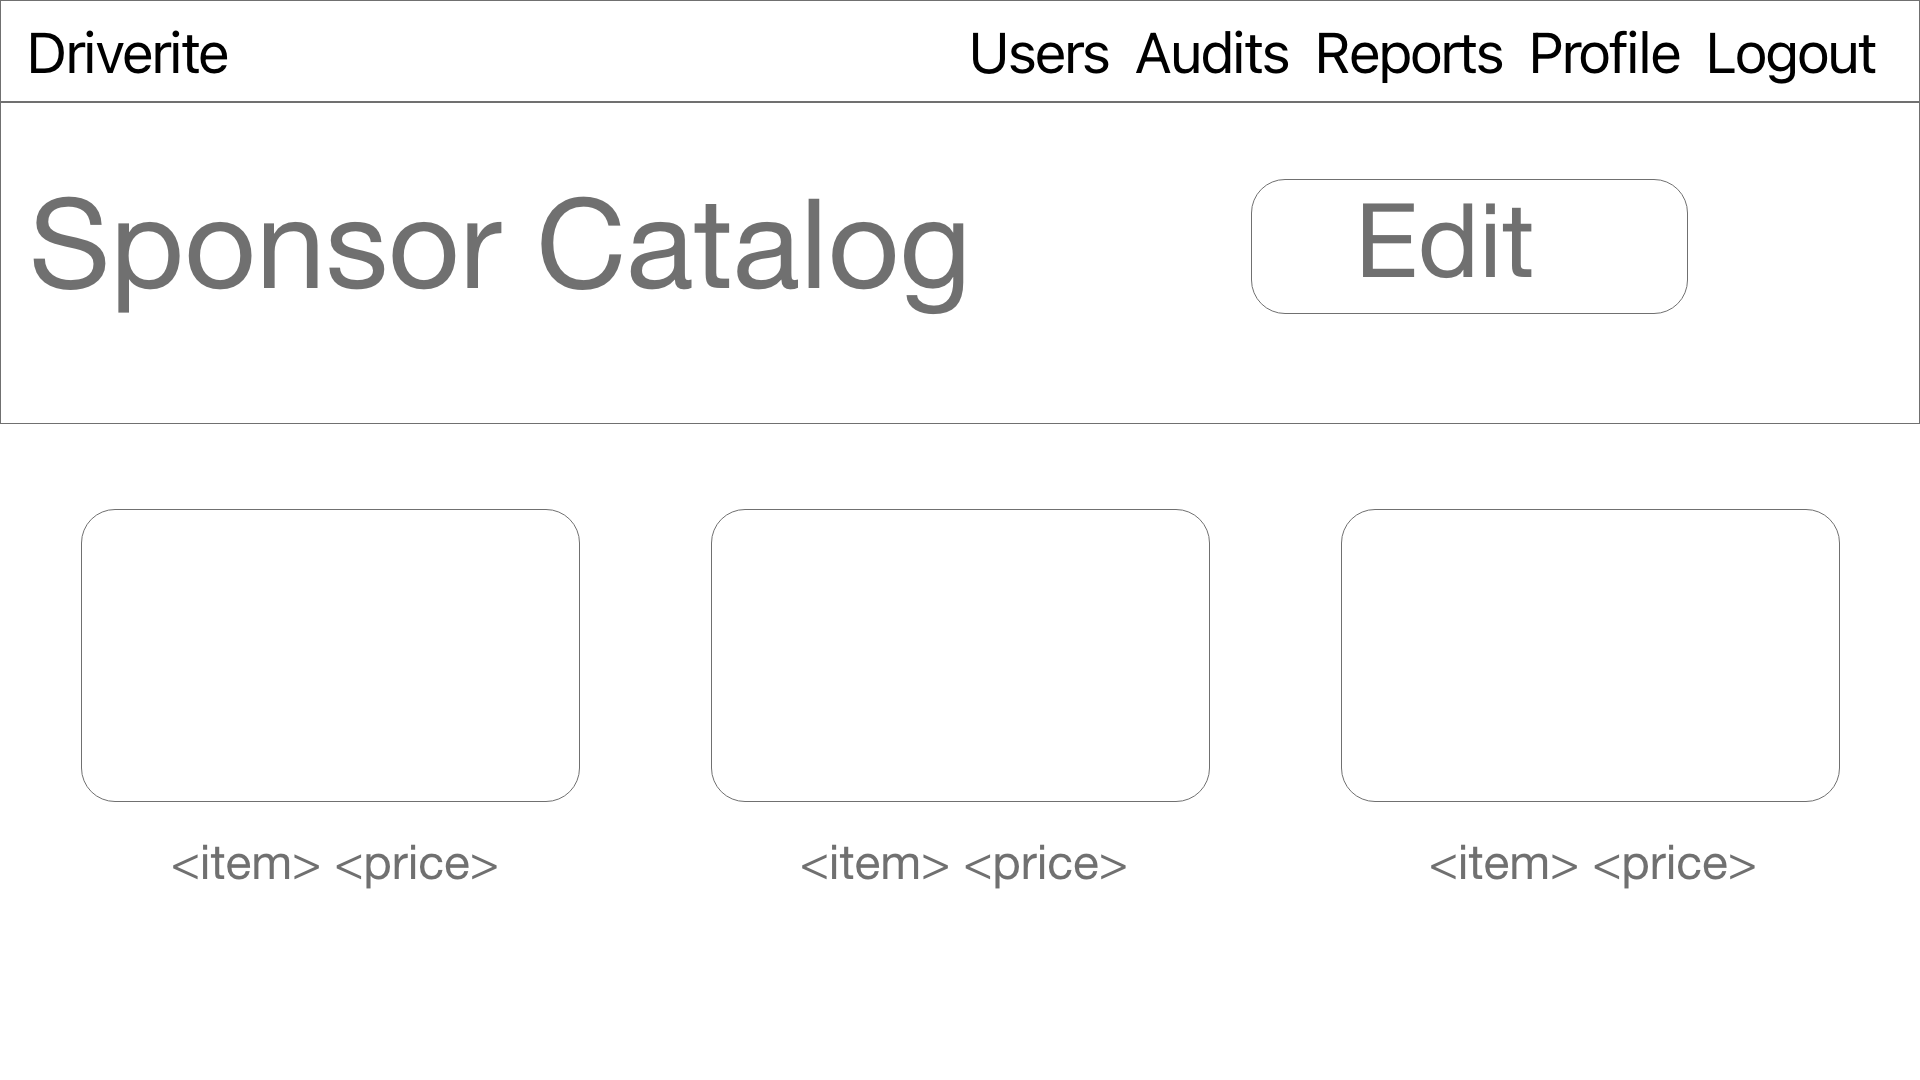 Driverite Users Audits Reports Profile Logout
Sponsor Catalog Edit
<item> <price> <item> <price> <item> <price>